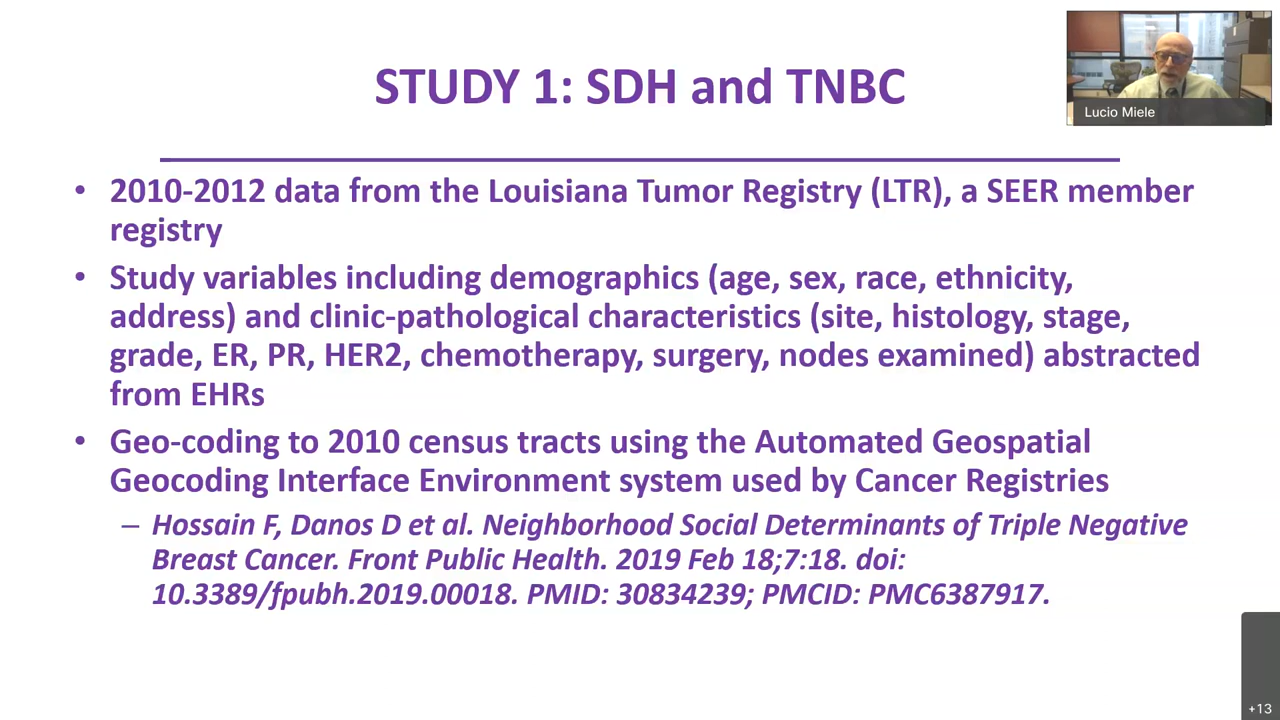 STUDY 1: SDH and TNBC
Lucio Miele
• 2010-2012 data from the Louisiana Tumor Registry (LTR), a SEER member
registry
• Study variables including demographics (age, sex, race, ethnicity,
address) and clinic-pathological characteristics (site, histology, stage,
grade, ER, PR, HER2, chemotherapy, surgery, nodes examined) abstracted
from EHRs
• Geo-coding to 2010 census tracts using the Automated Geospatial
Geocoding Interface Environment system used by Cancer Registries
– Hossain F, Danos D et al. Neighborhood Social Determinants of Triple Negative
Breast Cancer. Front Public Health. 2019 Feb 18;7:18. doi:
10.3389/fpubh.2019.00018. PMID: 30834239; PMCID: PMC6387917.
+13